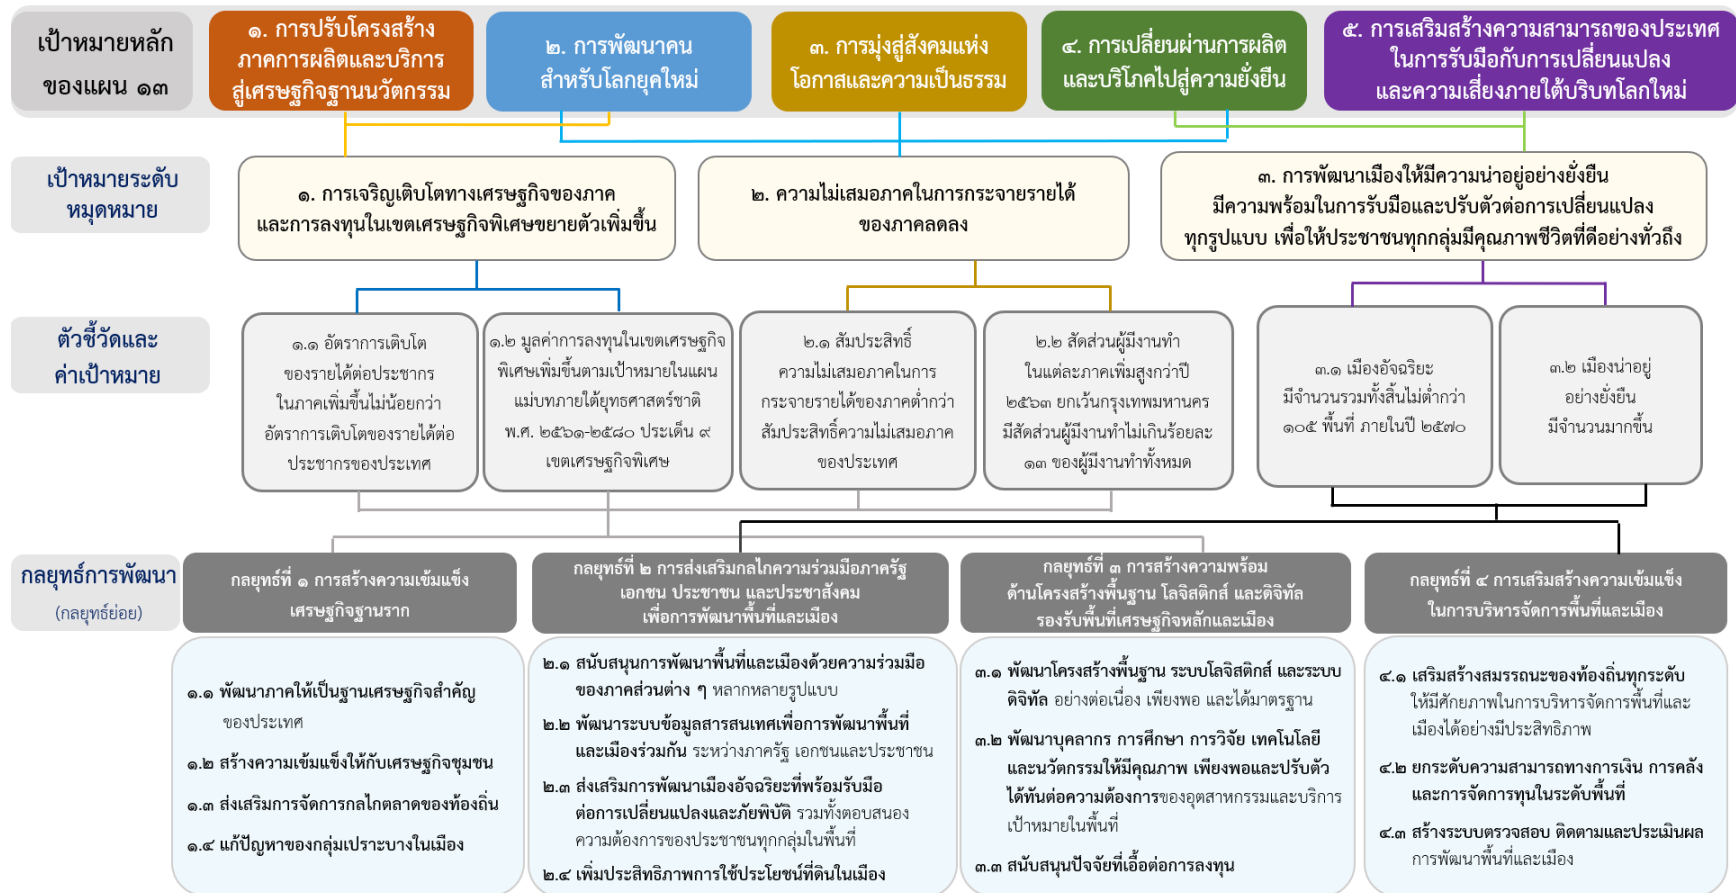 เป้าหมายหลัก
ของแผน ๑๓
๑. การปรับโครงสร้าง
ภาคการผลิตและบริการ
สู่เศรษฐกิจฐานนวัตกรรม
๒. การพัฒนาคน
สำหรับโลกยุคใหม่
๓. การมุ่งสู่สังคมแห่ง
โอกาสและความเป็นธรรม
๔. การเปลี่ยนผ่านการผลิต
และบริโภคไปสู่ความยั่งยืน
๕. การเสริมสร้างความสามารถของประเทศ
ในการรับมือกับการเปลี่ยนแปลง
และความเสี่ยงภายใต้บริบทโลกใหม่
เป้าหมายระดับ
หมุดหมาย
๑. การเจริญเติบโตทางเศรษฐกิจของภาค
และการลงทุนในเขตเศรษฐกิจพิเศษขยายตัวเพิ่มขึ้น
๒. ความไม่เสมอภาคในการกระจายรายได้
ของภาคลดลง
๓. การพัฒนาเมืองให้มีความน่าอยู่อย่างยั่งยืน
มีความพร้อมในการรับมือและปรับตัวต่อการเปลี่ยนแปลง
ทุกรูปแบบ เพื่อให้ประชาชนทุกกลุ่มมีคุณภาพชีวิตที่ดีอย่างทั่วถึง
ตัวชี้วัดและ
ค่าเป้าหมาย
๑.๑ อัตราการเติบโต
ของรายได้ต่อประชากร
ในภาคเพิ่มขึ้นไม่น้อยกว่า
อัตราการเติบโตของรายได้ต่อ
ประชากรของประเทศ
๑.๒ มูลค่าการลงทุนในเขตเศรษฐกิจ
พิเศษเพิ่มขึ้นตามเป้าหมายในแผน
แม่บทภายใต้ยุทธศาสตร์ชาติ
พ.ศ. ๒๕๖๑-๒๕๘๐ ประเด็น ๙
เขตเศรษฐกิจพิเศษ
๒.๑ สัมประสิทธิ์
ความไม่เสมอภาคในการ
กระจายรายได้ของภาคต่ำกว่า
สัมประสิทธิ์ความไม่เสมอภาค
ของประเทศ
๒.๒ สัดส่วนผู้มีงานทำ
ในแต่ละภาคเพิ่มสูงกว่าปี
๒๕๖๓ ยกเว้นกรุงเทพมหานคร
มีสัดส่วนผู้มีงานทำไม่เกินร้อยละ
๑๓ ของผู้มีงานทำทั้งหมด
๓.๑ เมืองอัจฉริยะ
มีจำนวนรวมทั้งสิ้นไม่ต่ำกว่า
๑๐๕ พื้นที่ ภายในปี ๒๕๗๐
๓.๒ เมืองน่าอยู่
อย่างยั่งยืน
มีจำนวนมากขึ้น
กลยุทธ์การพัฒนา
(กลยุทธ์ย่อย)
กลยุทธ์ที่ ๑ การสร้างความเข้มแข็ง
เศรษฐกิจฐานราก
กลยุทธ์ที่ ๒ การส่งเสริมกลไกความร่วมมือภาครัฐ
เอกชน ประชาชน และประชาสังคม
เพื่อการพัฒนาพื้นที่และเมือง
กลยุทธ์ที่ ๓ การสร้างความพร้อม
ด้านโครงสร้างพื้นฐาน โลจิสติกส์ และดิจิทัล
รองรับพื้นที่เศรษฐกิจหลักและเมือง
กลยุทธ์ที่ ๔ การเสริมสร้างความเข้มแข็ง
ในการบริหารจัดการพื้นที่และเมือง
๑.๑ พัฒนาภาคให้เป็นฐานเศรษฐกิจสำคัญ
ของประเทศ
๑.๒ สร้างความเข้มแข็งให้กับเศรษฐกิจชุมชน
๑.๓ ส่งเสริมการจัดการกลไกตลาดของท้องถิ่น
๑.๔ แก้ปัญหาของกลุ่มเปราะบางในเมือง
๒.๑ สนับสนุนการพัฒนาพื้นที่และเมืองด้วยความร่วมมือ
ของภาคส่วนต่าง ๆ หลากหลายรูปแบบ
๒.๒ พัฒนาระบบข้อมูลสารสนเทศเพื่อการพัฒนาพื้นที่
และเมืองร่วมกัน ระหว่างภาครัฐ เอกชนและประชาชน
๒.๓ ส่งเสริมการพัฒนาเมืองอัจฉริยะที่พร้อมรับมือ
ต่อการเปลี่ยนแปลงและภัยพิบัติ รวมทั้งตอบสนอง
ความต้องการของประชาชนทุกกลุ่มในพื้นที่
๒.๔ เพิ่มประสิทธิภาพการใช้ประโยชน์ที่ดินในเมือง
๓.๑ พัฒนาโครงสร้างพื้นฐาน ระบบโลจิสติกส์ และระบบ
ดิจิทัล อย่างต่อเนื่อง เพียงพอ และได้มาตรฐาน
๓.๒ พัฒนาบุคลากร การศึกษา การวิจัย เทคโนโลยี
และนวัตกรรมให้มีคุณภาพ เพียงพอและปรับตัว
ได้ทันต่อความต้องการของอุตสาหกรรมและบริการ
เป้าหมายในพื้นที่
๓.๓ สนับสนุนปัจจัยที่เอื้อต่อการลงทุน
๔.๑ เสริมสร้างสมรรถนะของท้องถิ่นทุกระดับ
ให้มีศักยภาพในการบริหารจัดการพื้นที่และ
เมืองได้อย่างมีประสิทธิภาพ
๔.๒ ยกระดับความสามารถทางการเงิน การคลัง
และการจัดการทุนในระดับพื้นที่
๔.๓ สร้างระบบตรวจสอบ ติดตามและประเมินผล
การพัฒนาพื้นที่และเมือง